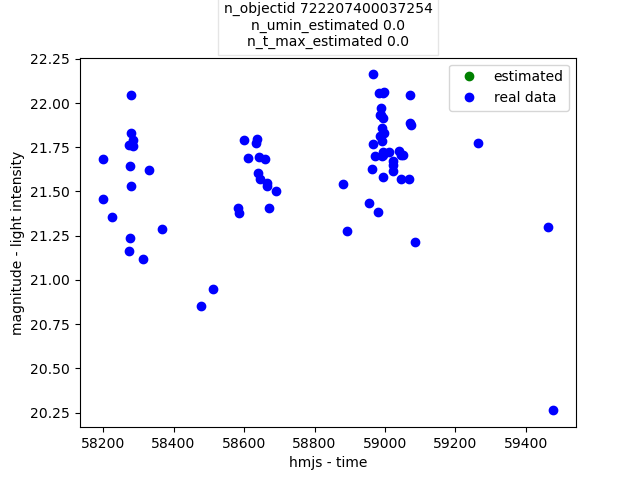 n_objectid 722207400037254
n_umin_estimated 0.0
n_t_max_estimated 0.0
22.25
22.00
21.75
21.50
21.25
21.00
20.75
20.50
20.25
magnitude - light intensity
estimated
real data
58200 58400 58600 58800 59000 59200 59400
hmjs - time